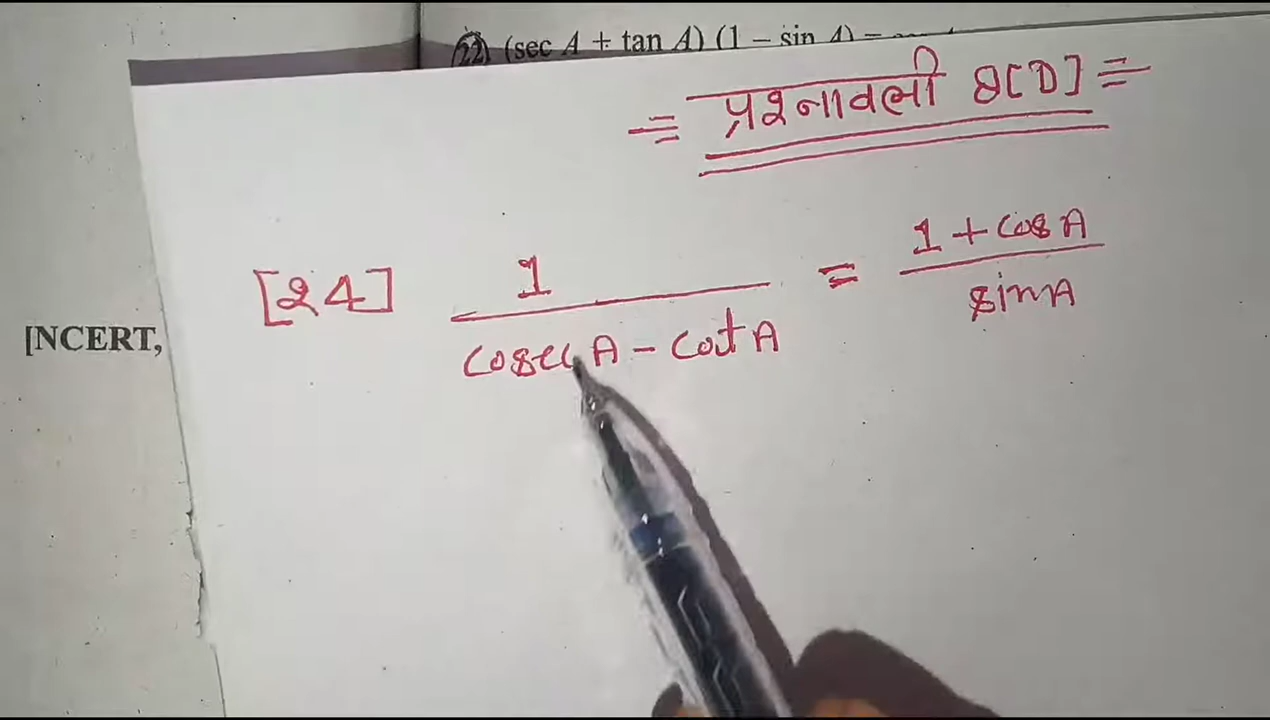 22) (sec A + tan A) (1 – sin A) =
= प्रश्नावली 8[D] =
[24] 1 / cosec A - cot A = 1 + cos A / sin A
[NCERT,